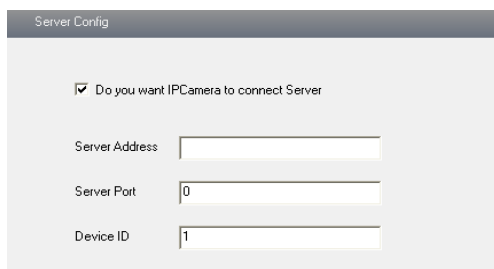 Server Config
Do you want IPCamera to connect Server
Server Address
Server Port 0
Device ID 1